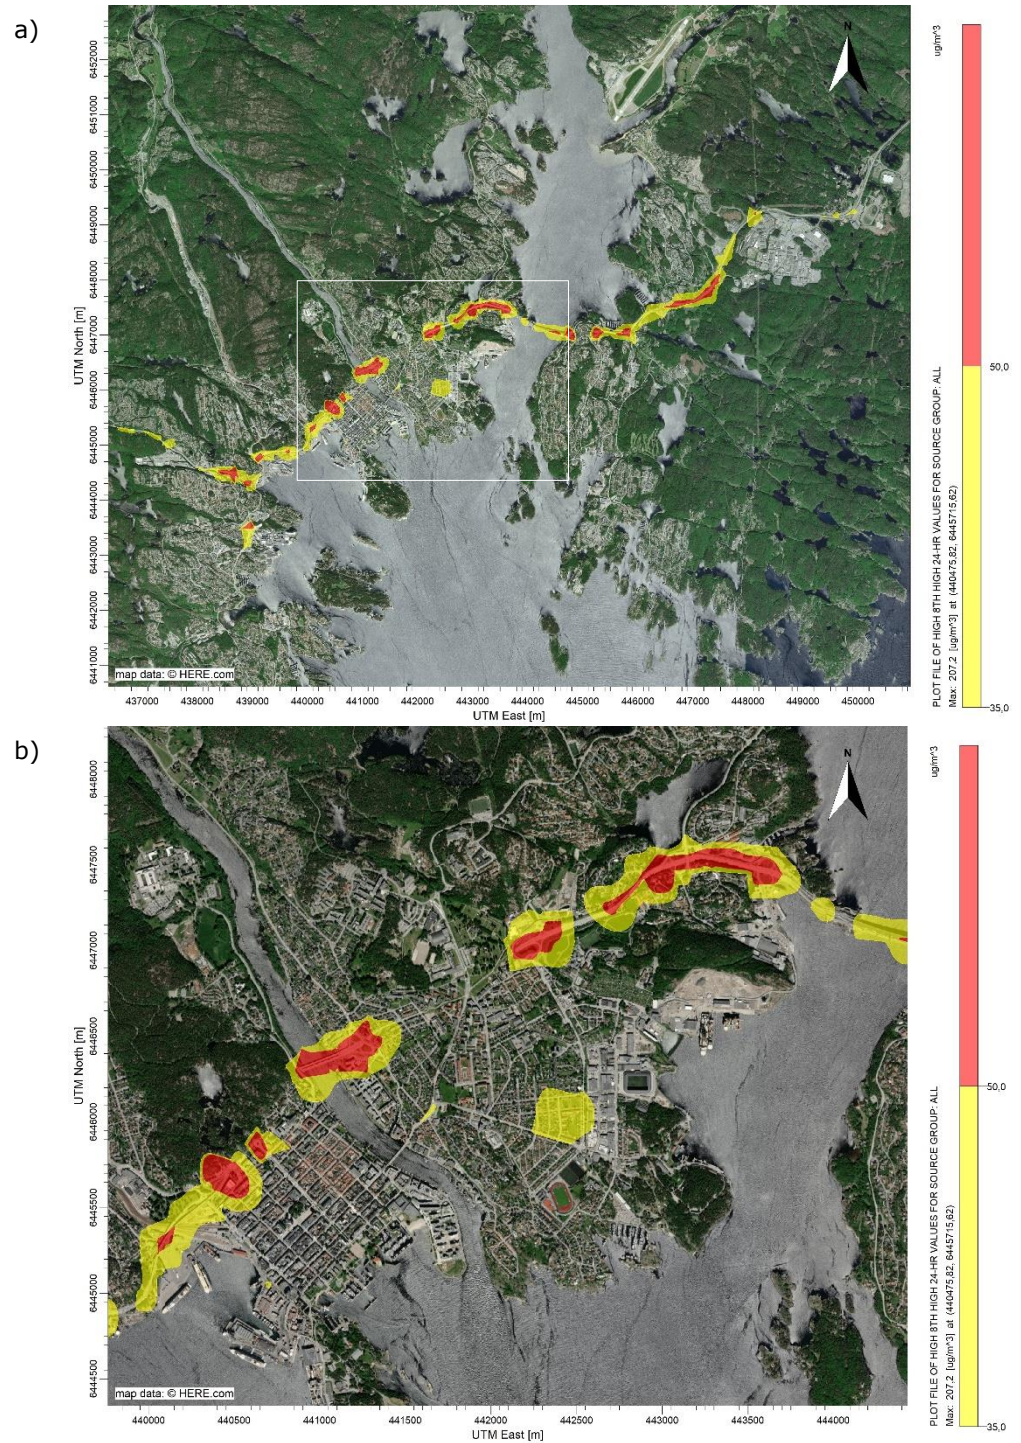 a)
N
ug/m^3
6452000
6451000
6450000
6449000
6448000
6447000
6446000
6445000
6444000
6443000
6442000
6441000
UTM North [m]
map data: © HERE.com
437000 438000 439000 440000 441000 442000 443000 444000 445000 446000 447000 448000 449000 450000
UTM East [m]
50,0
35,0
PLOT FILE OF HIGH 8TH HIGH 24-HR VALUES FOR SOURCE GROUP: ALL
Max: 207,2 [ug/m^3] at (440475,82, 6445715,62)
b)
N
ug/m^3
6448000
6447500
6447000
6446500
6446000
6445500
6445000
6444500
UTM North [m]
map data: © HERE.com
440000 440500 441000 441500 442000 442500 443000 443500 444000
UTM East [m]
50,0
35,0
PLOT FILE OF HIGH 8TH HIGH 24-HR VALUES FOR SOURCE GROUP: ALL
Max: 207,2 [ug/m^3] at (440475,82, 6445715,62)